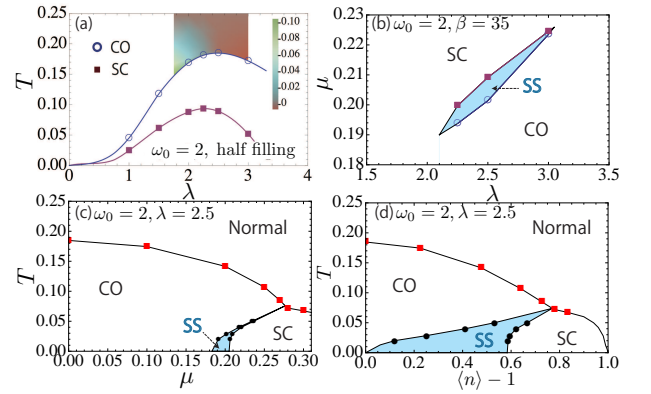 (a)
CO
SC
0.10
0.08
0.06
0.04
0.02
0
0.25
0.20
0.15
0.10
0.05
0.00
T
ω₀ = 2, half filling
0 1 2 3 4
λ
(b) ω₀ = 2, β = 35
0.23
0.22
0.21
0.20
0.19
0.18
μ
SC
SS
CO
1.5 2.0 2.5 3.0 3.5
λ
(c) ω₀ = 2, λ = 2.5
0.25
0.20
0.15
0.10
0.05
0.00
T
Normal
CO
SS
SC
0.00 0.05 0.10 0.15 0.20 0.25 0.30
μ
(d) ω₀ = 2, λ = 2.5
0.25
0.20
0.15
0.10
0.05
0.00
T
Normal
CO
SS
SC
0.0 0.2 0.4 0.6 0.8 1.0
⟨n⟩ − 1